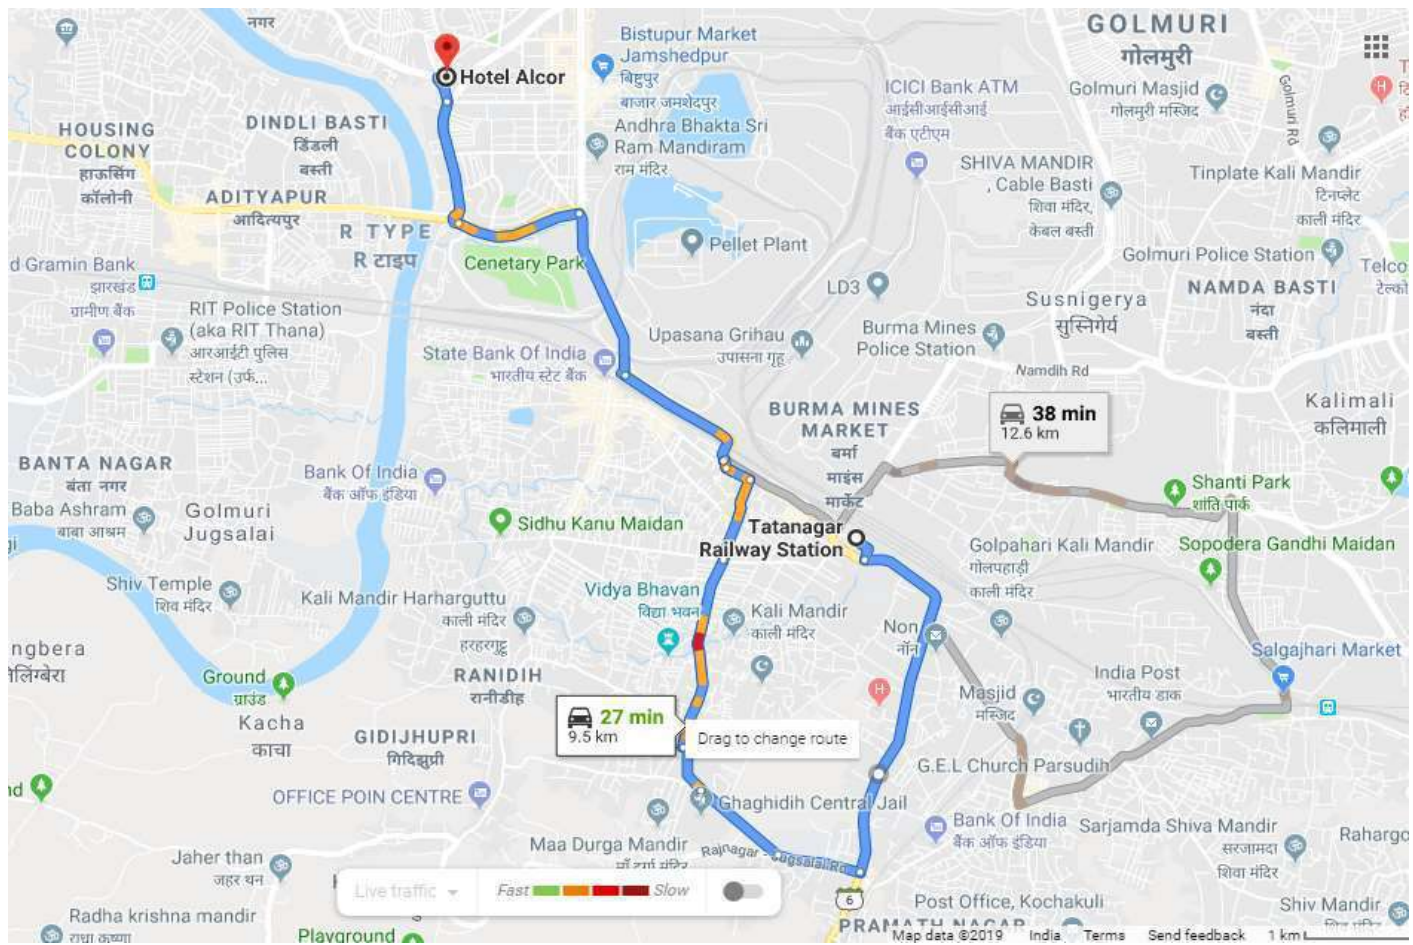 नगर
Hotel Alcor
Bistupur Market
Jamshedpur
बिष्टुपुर
बाजार जमशेदपुर
GOLMURI
गोलमुरी
ICICI Bank ATM
आईसीआईसीआई
बैंक एटीएम
Golmuri Masjid
गोलमुरी मस्जिद
Golmuri Rd
HOUSING
COLONY
हाऊसिंग
कॉलोनी
DINDLI BASTI
डिंडली
बस्ती
Andhra Bhakta Sri
Ram Mandiram
राम मंदिर
SHIVA MANDIR
, Cable Basti
शिवा मंदिर,
केबल बस्ती
Tinplate Kali Mandir
टिनप्लेट
काली मंदिर
ADITYAPUR
आदित्यपुर
R TYPE
R टाइप
Cenetary Park
Pellet Plant
Golmuri Police Station
Telco
टेल्को
d Gramin Bank
झारखंड
ग्रामीण बैंक
LD3
Susnigerya
सुस्निगेर्य
NAMDA BASTI
नंदा
बस्ती
RIT Police Station
(aka RIT Thana)
आरआईटी पुलिस
स्टेशन (उर्फ...
State Bank Of India
भारतीय स्टेट बैंक
Upasana Grihau
उपासना गृह
Burma Mines
Police Station
Namdih Rd
BURMA MINES
MARKET
बर्मा
माइंस
मार्केट
38 min
12.6 km
Kalimali
कलिमाली
BANTA NAGAR
बंता नगर
Bank Of India
बैंक ऑफ़ इंडिया
Shanti Park
शांति पार्क
Baba Ashram
बाबा आश्रम
Golmuri
Jugsalai
Sidhu Kanu Maidan
Tatanagar
Railway Station
Golpahari Kali Mandir
गोलपहाड़ी
काली मंदिर
Sopodera Gandhi Maidan
Shiv Temple
शिव मंदिर
Kali Mandir Harharguttu
काली मंदिर
हरहरगुट्टू
Vidya Bhavan
विद्या भवन
Kali Mandir
काली मंदिर
Non
नॉन
ngbera
Salgajhari Market
Ground
ग्राउंड
RANIDIH
रानीडीह
India Post
भारतीय डाक
Masjid
मस्जिद
Kacha
काचा
GIDIJHUPRI
गिदिझुप्री
27 min
9.5 km
Drag to change route
G.E.L Church Parsudih
OFFICE POIN CENTRE
Ghaghidih Central Jail
Bank Of India
बैंक ऑफ़ इंडिया
Sarjamda Shiva Mandir
सरजामदा
शिवा मंदिर
Rahargo
Maa Durga Mandir
Rajnagar - Jugsalai Rd
Jaher than
जहर थन
Live traffic
Fast
Slow
6
Post Office, Kochakuli
Shiv Mandir
Radha krishna mandir
राधा कृष्णा
Playground
PRAMATH NAGAR
Map data ©2019
India
Terms
Send feedback
1 km